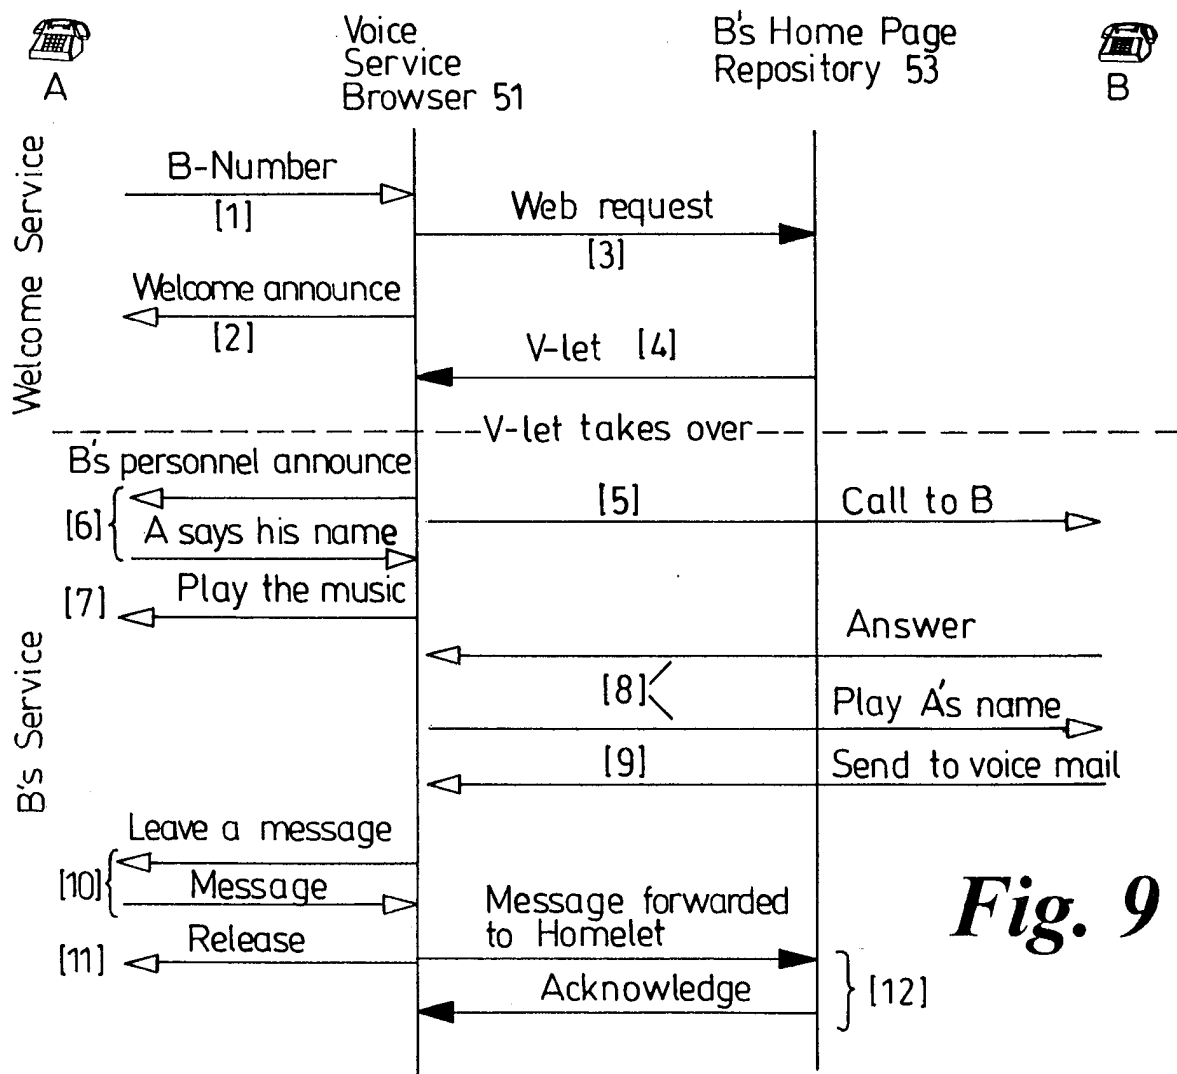 A
Voice
Service
Browser 51
B's Home Page
Repository 53
B
Welcome Service
B-Number
[1]
Web request
[3]
Welcome announce
[2]
V-let [4]
V-let takes over
B's Service
B's personnel announce
[5]
Call to B
[6]
A says his name
[7]
Play the music
Answer
[8]
Play A's name
[9]
Send to voice mail
Leave a message
[10]
Message
Message forwarded
to Homelet
[11]
Release
Acknowledge
[12]
Fig. 9